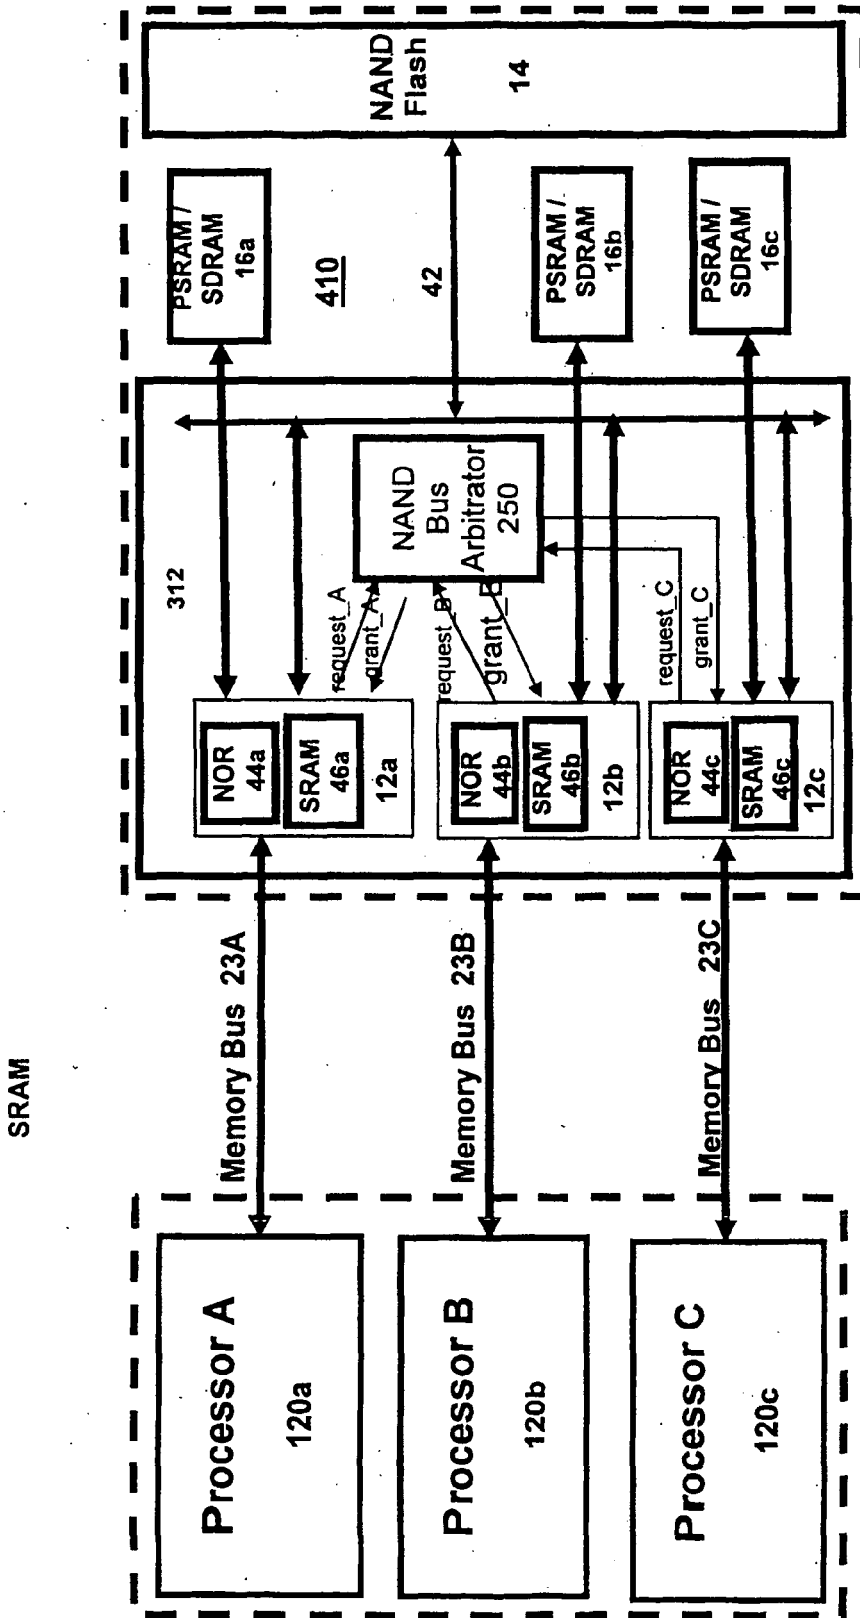 SRAM
Processor A
120a
Memory Bus 23A
312
NOR
44a
SRAM
46a
12a
request_A
grant_A
PSRAM /
SDRAM
16a
410
42
NAND
Flash
14
NAND
Bus
Arbitrator
250
Processor B
120b
Memory Bus 23B
NOR
44b
SRAM
46b
12b
request_B
grant_B
PSRAM /
SDRAM
16b
Processor C
120c
Memory Bus 23C
NOR
44c
SRAM
46c
12c
request_C
grant_C
PSRAM /
SDRAM
16c